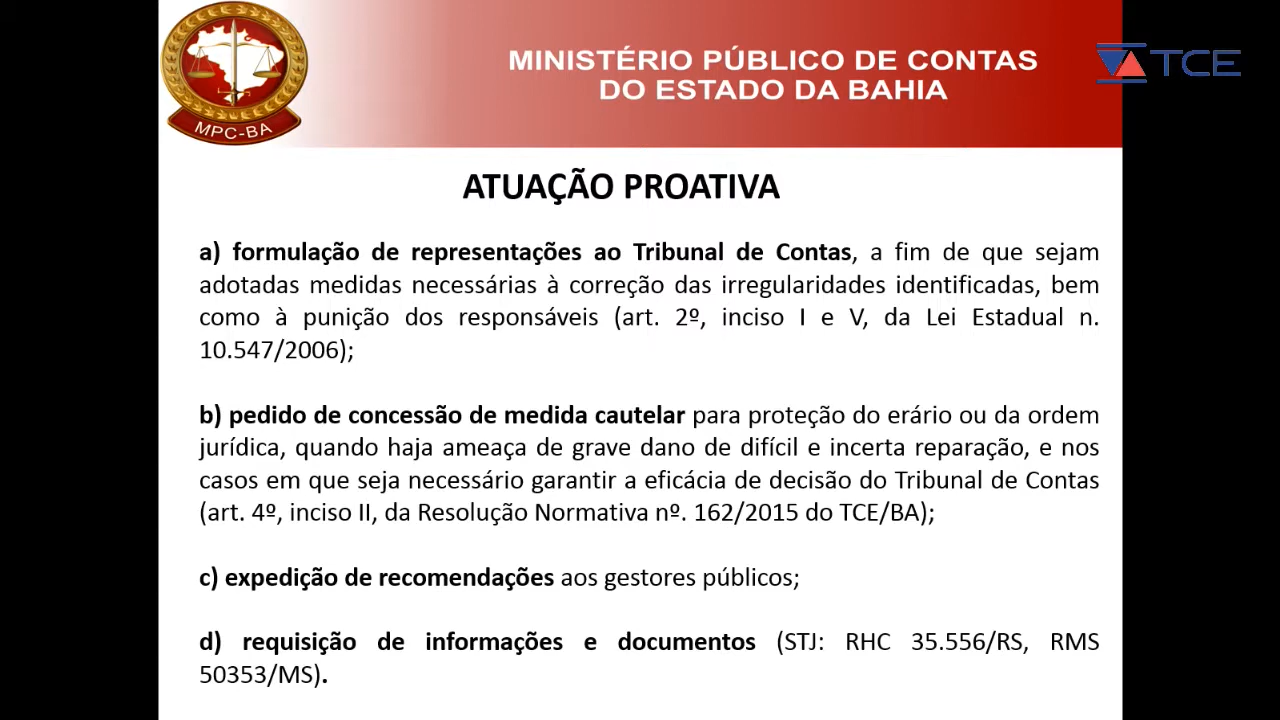 MPC-BA
MINISTÉRIO PÚBLICO DE CONTAS
DO ESTADO DA BAHIA
TCE
ATUAÇÃO PROATIVA
a) formulação de representações ao Tribunal de Contas, a fim de que sejam
adotadas medidas necessárias à correção das irregularidades identificadas, bem
como à punição dos responsáveis (art. 2º, inciso I e V, da Lei Estadual n.
10.547/2006);
b) pedido de concessão de medida cautelar para proteção do erário ou da ordem
jurídica, quando haja ameaça de grave dano de difícil e incerta reparação, e nos
casos em que seja necessário garantir a eficácia de decisão do Tribunal de Contas
(art. 4º, inciso II, da Resolução Normativa nº. 162/2015 do TCE/BA);
c) expedição de recomendações aos gestores públicos;
d) requisição de informações e documentos (STJ: RHC 35.556/RS, RMS
50353/MS).